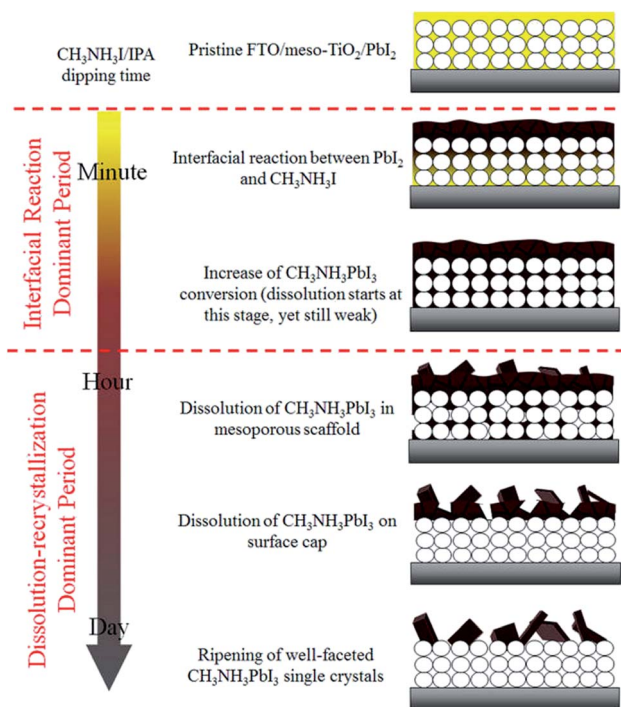 CH₃NH₃I/IPA
dipping time
Pristine FTO/meso-TiO₂/PbI₂
Interfacial Reaction
Dominant Period
Minute
Interfacial reaction between PbI₂
and CH₃NH₃I
Increase of CH₃NH₃PbI₃
conversion (dissolution starts at
this stage, yet still weak)
Dissolution-recrystallization
Dominant Period
Hour
Dissolution of CH₃NH₃PbI₃ in
mesoporous scaffold
Dissolution of CH₃NH₃PbI₃ on
surface cap
Day
Ripening of well-faceted
CH₃NH₃PbI₃ single crystals